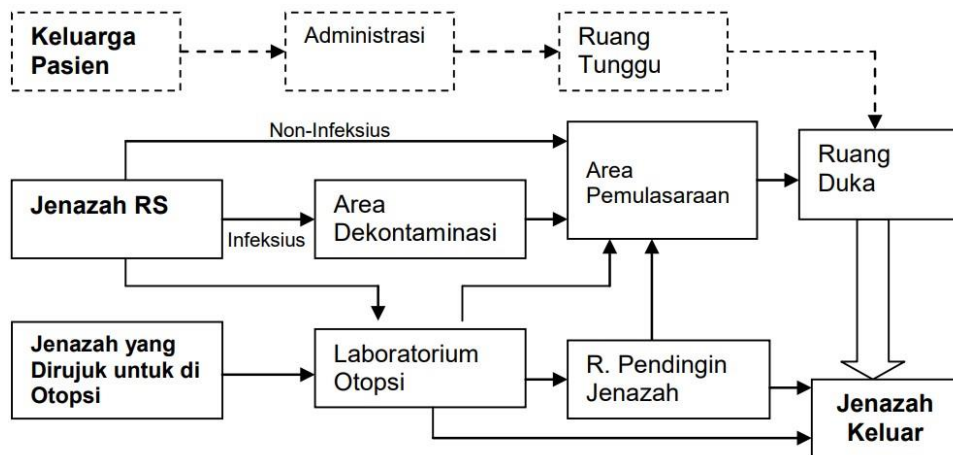 Keluarga
Pasien
Administrasi
Ruang
Tunggu
Non-Infeksius
Jenazah RS
Infeksius
Area
Dekontaminasi
Area
Pemulasaraan
Ruang
Duka
Jenazah yang
Dirujuk untuk di
Otopsi
Laboratorium
Otopsi
R. Pendingin
Jenazah
Jenazah
Keluar